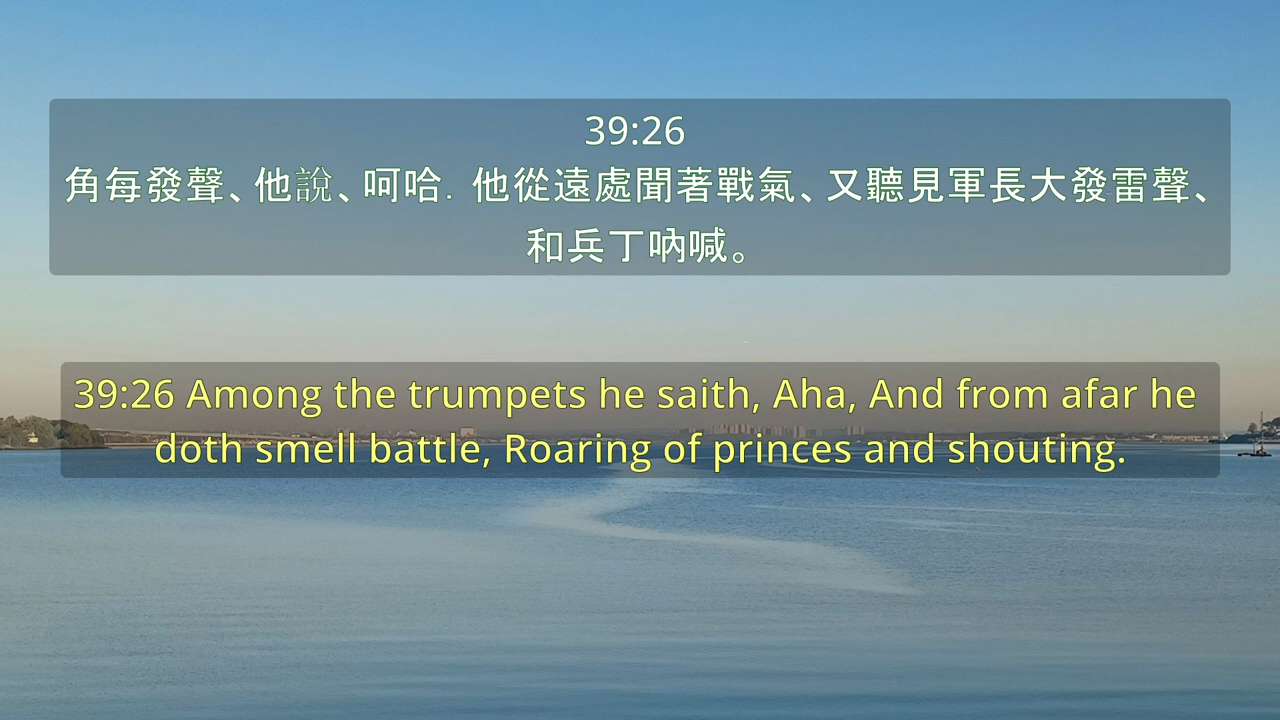 39:26
角每發聲、他說、呵哈. 他從遠處聞著戰氣、又聽見軍長大發雷聲、
和兵丁吶喊。
39:26 Among the trumpets he saith, Aha, And from afar he
doth smell battle, Roaring of princes and shouting.